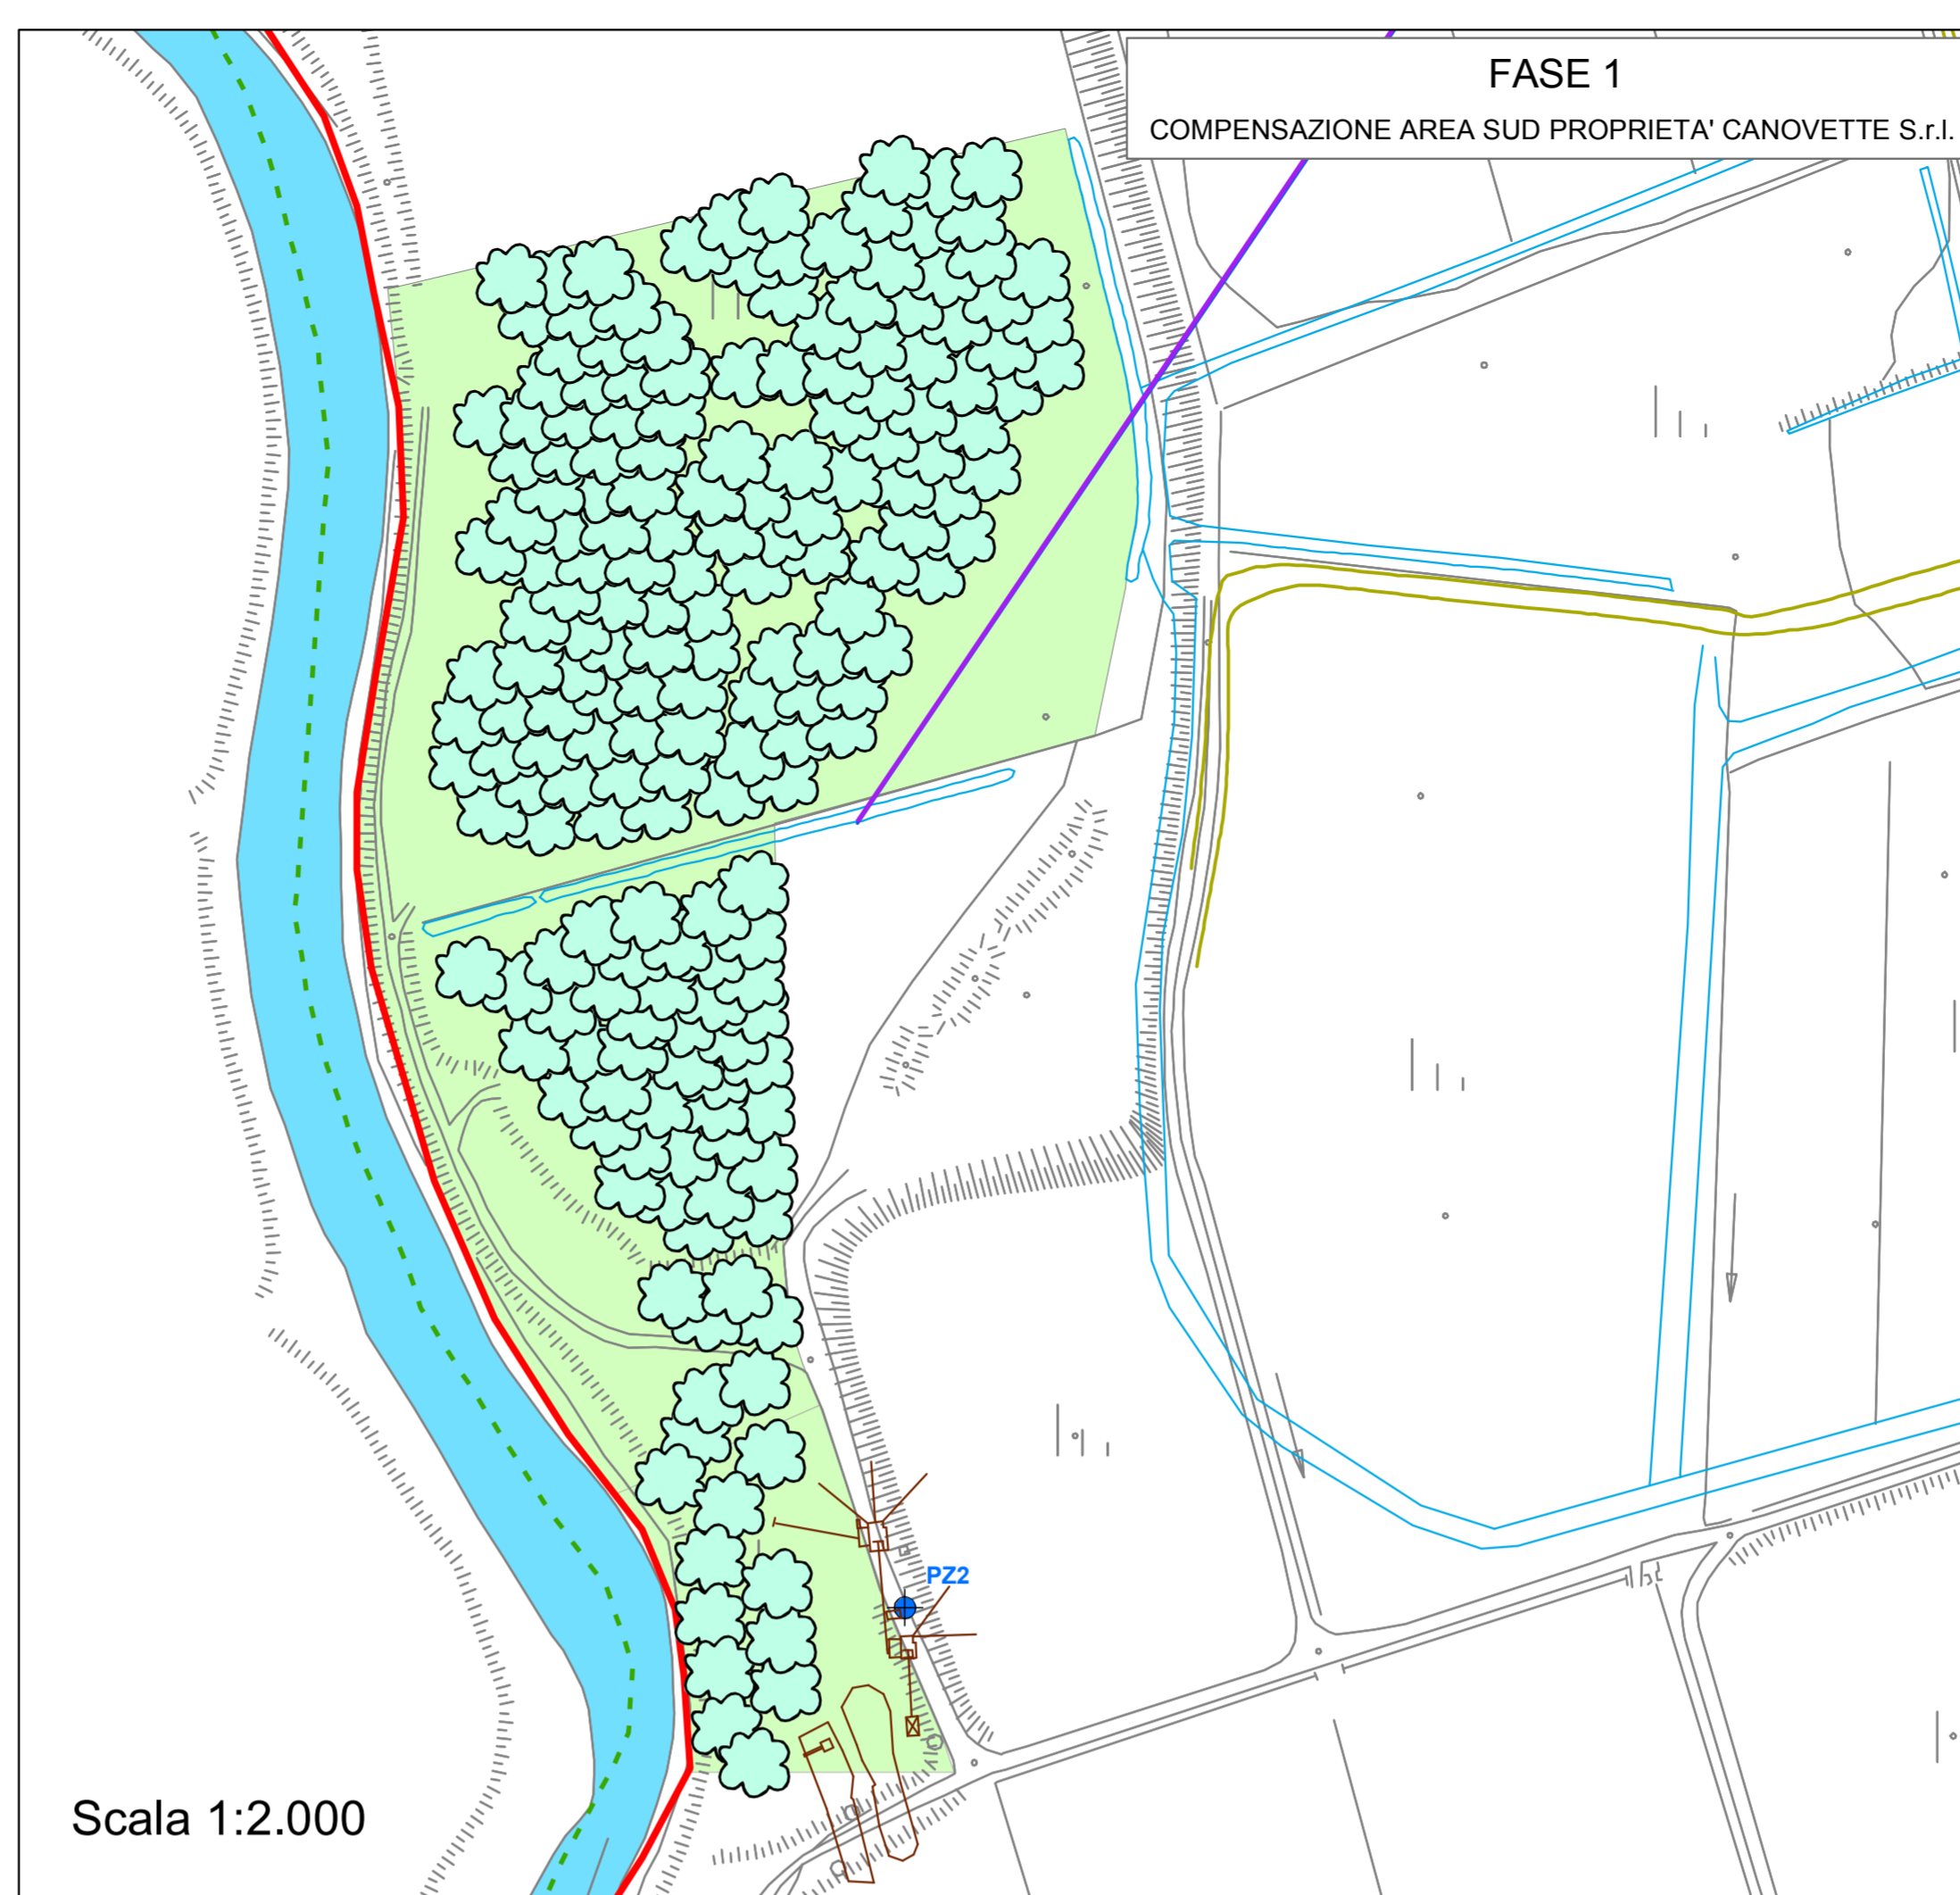 FASE 1
COMPENSAZIONE AREA SUD PROPRIETA' CANOVETTE S.r.l.
PZ2
Scala 1:2.000